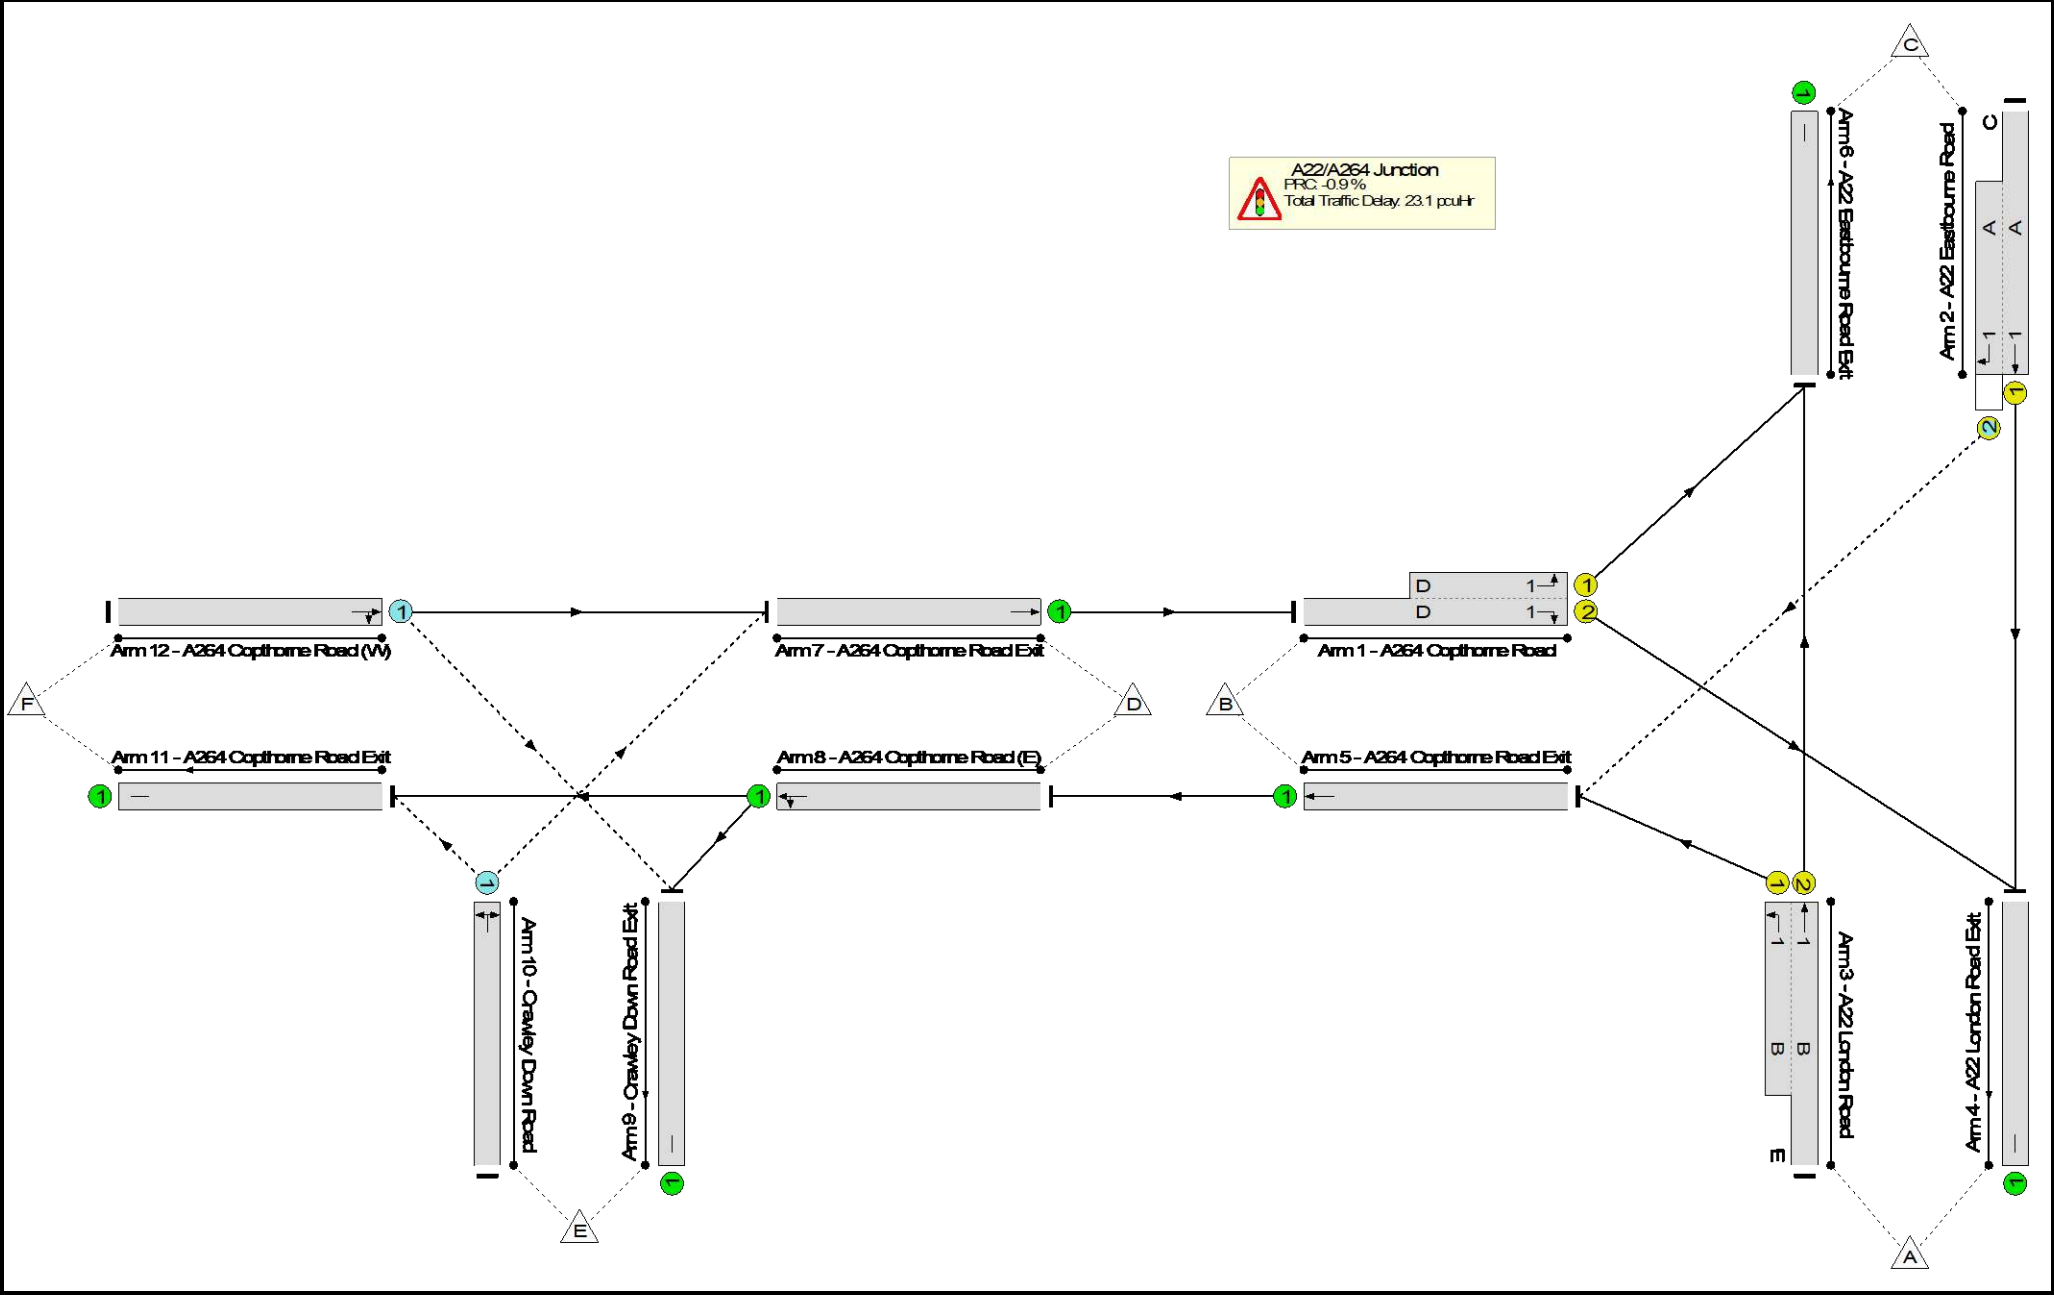 C
1
1
C
Arm 6 - A22 Eastbourne Road Exit
Arm 2 - A22 Eastbourne Road
A A
1 1
1
2
A22/A264 Junction
PRC: -0.9 %
Total Traffic Delay: 23.1 pcuHr
1
1
D 1
D 1
1
2
Arm 12 - A264 Copthorne Road (W)
Arm 7 - A264 Copthorne Road Exit
Arm 1 - A264 Copthorne Road
F
D
B
Arm 11 - A264 Copthorne Road Exit
Arm 8 - A264 Copthorne Road (E)
Arm 5 - A264 Copthorne Road Exit
1
1
1
1
1
2
1 1
B B
E
Arm 10 - Crawley Down Road
Arm 9 - Crawley Down Road Exit
Arm 3 - A22 London Road
Arm 4 - A22 London Road Exit
1
1
E
A